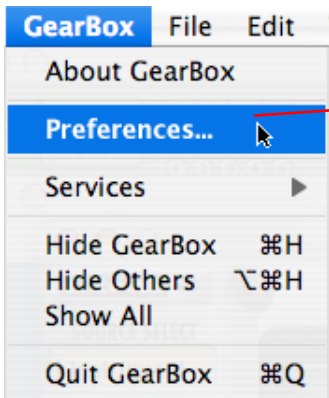 GearBox File Edit
About GearBox
Preferences...
Services
Hide GearBox ⌘H
Hide Others ⌥⌘H
Show All
Quit GearBox ⌘Q